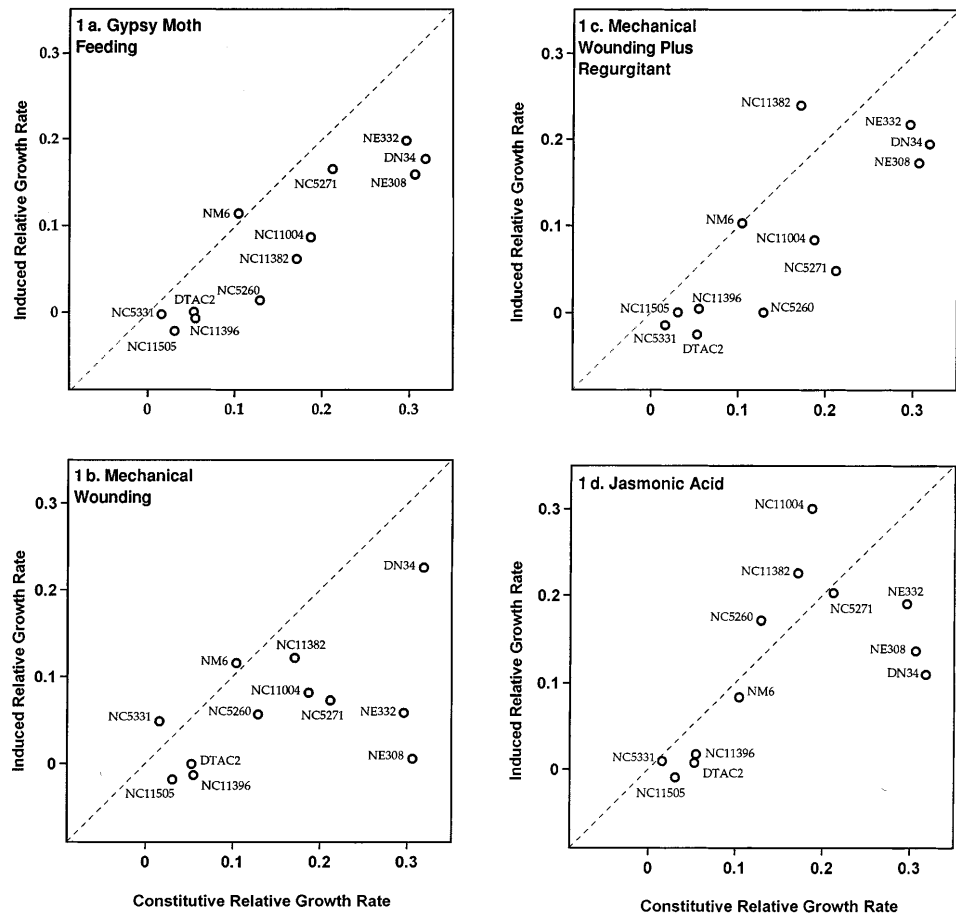 1a. Gypsy Moth
Feeding
Induced Relative Growth Rate
0.3
0.2
0.1
0
NE332
DN34
NC5271
NE308
NM6
NC11004
NC11382
NC5260
DTAC2
NC5331
NC11396
NC11505
0
0.1
0.2
0.3
1c. Mechanical
Wounding Plus
Regurgitant
Induced Relative Growth Rate
0.3
0.2
0.1
0
NC11382
NE332
DN34
NE308
NM6
NC11004
NC5271
NC11396
NC11505
NC5260
NC5331
DTAC2
0
0.1
0.2
0.3
1b. Mechanical
Wounding
Induced Relative Growth Rate
0.3
0.2
0.1
0
DN34
NC11382
NM6
NC11004
NC5260
NC5271
NE332
NC5331
NE308
DTAC2
NC11396
NC11505
0
0.1
0.2
0.3
Constitutive Relative Growth Rate
1d. Jasmonic Acid
Induced Relative Growth Rate
0.3
0.2
0.1
0
NC11004
NC11382
NC5260
NC5271
NE332
NE308
DN34
NM6
NC5331
NC11396
DTAC2
NC11505
0
0.1
0.2
0.3
Constitutive Relative Growth Rate